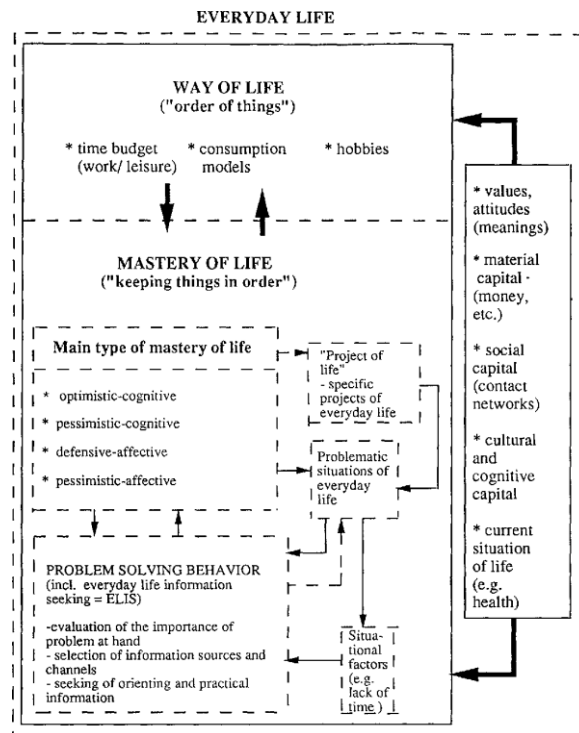 EVERYDAY LIFE
WAY OF LIFE
("order of things")
* time budget
(work/ leisure)
* consumption
models
* hobbies
MASTERY OF LIFE
("keeping things in order")
Main type of mastery of life
* optimistic-cognitive
* pessimistic-cognitive
* defensive-affective
* pessimistic-affective
"Project of
life"
- specific
projects of
everyday life
Problematic
situations of
everyday
life
PROBLEM SOLVING BEHAVIOR
(incl. everyday life information
seeking = ELIS)
-evaluation of the importance of
problem at hand
- selection of information sources and
channels
- seeking of orienting and practical
information
Situa-
tional
factors
(e.g.
lack of
time )
* values,
attitudes
(meanings)
* material
capital -
(money,
etc.)
* social
capital
(contact
networks)
* cultural
and
cognitive
capital
* current
situation
of life
(e.g.
health)